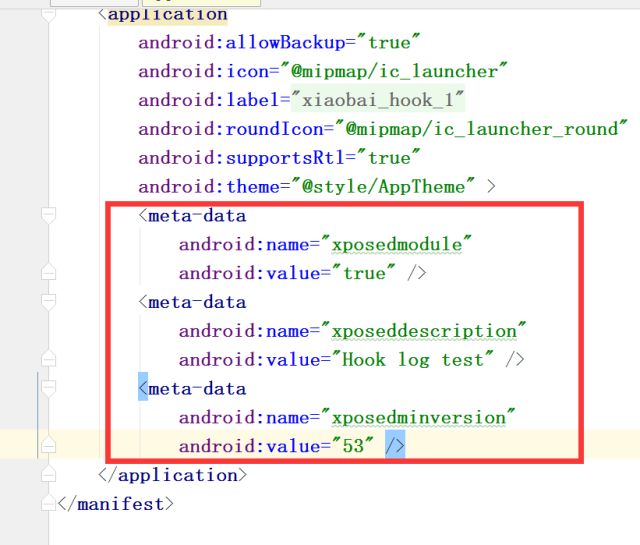 <application
android:allowBackup="true"
android:icon="@mipmap/ic_launcher"
android:label="xiaobai_hook_1"
android:roundIcon="@mipmap/ic_launcher_round"
android:supportsRtl="true"
android:theme="@style/AppTheme" >
<meta-data
android:name="xposedmodule"
android:value="true" />
<meta-data
android:name="xposeddescription"
android:value="Hook log test" />
<meta-data
android:name="xposedminversion"
android:value="53" />
</application>
</manifest>